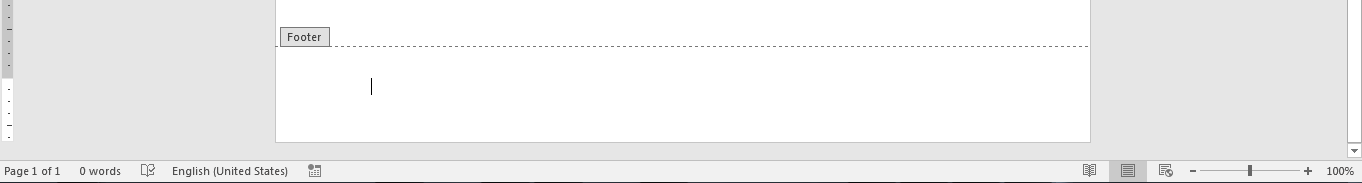 Footer
Page 1 of 1 0 words English (United States) 100%